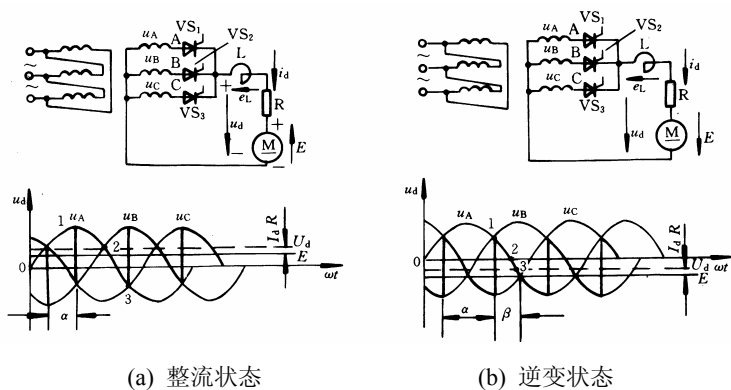 VS₁
VS₂
u_A A
u_B B
u_C C
VS₃
L
+
e_L
i_d
R
u_d
−
+
M
−
E
u_d
1
u_A
u_B
u_C
2
0
3
α
I_d R
U_d
E
ωt
~
~
(a) 整流状态
VS₁
VS₂
u_A A
u_B B
u_C C
VS₃
L
e_L
i_d
R
u_d
M
E
u_d
u_A
1
u_B
u_C
2
0
3
α
β
I_d R
U_d
ωt
E
~
~
(b) 逆变状态